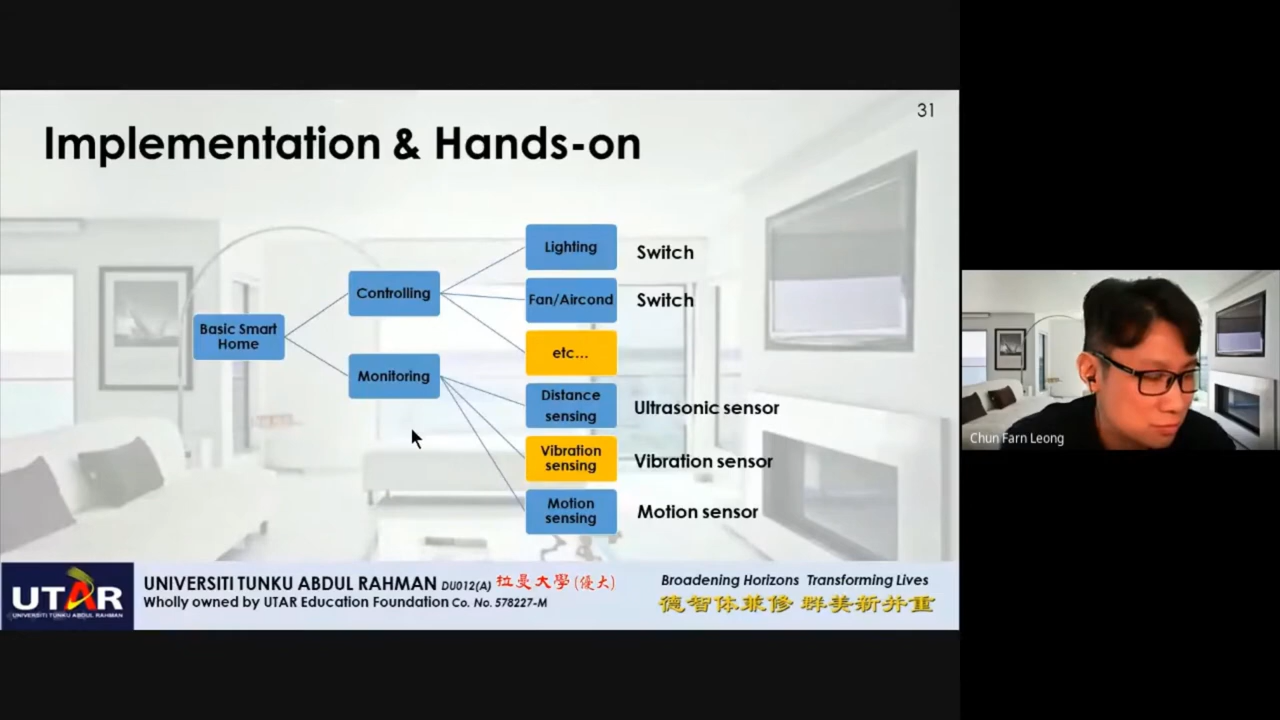 31
Implementation & Hands-on
Basic Smart
Home
Controlling
Monitoring
Lighting
Switch
Fan/Aircond
Switch
etc...
Distance
sensing
Ultrasonic sensor
Vibration
sensing
Vibration sensor
Motion
sensing
Motion sensor
Chun Farn Leong
UTAR
UNIVERSITI TUNKU ABDUL RAHMAN
UNIVERSITI TUNKU ABDUL RAHMAN DU012(A) 拉曼大學(優大)
Wholly owned by UTAR Education Foundation Co. No. 578227-M
Broadening Horizons Transforming Lives
德智体群修 群美新并重